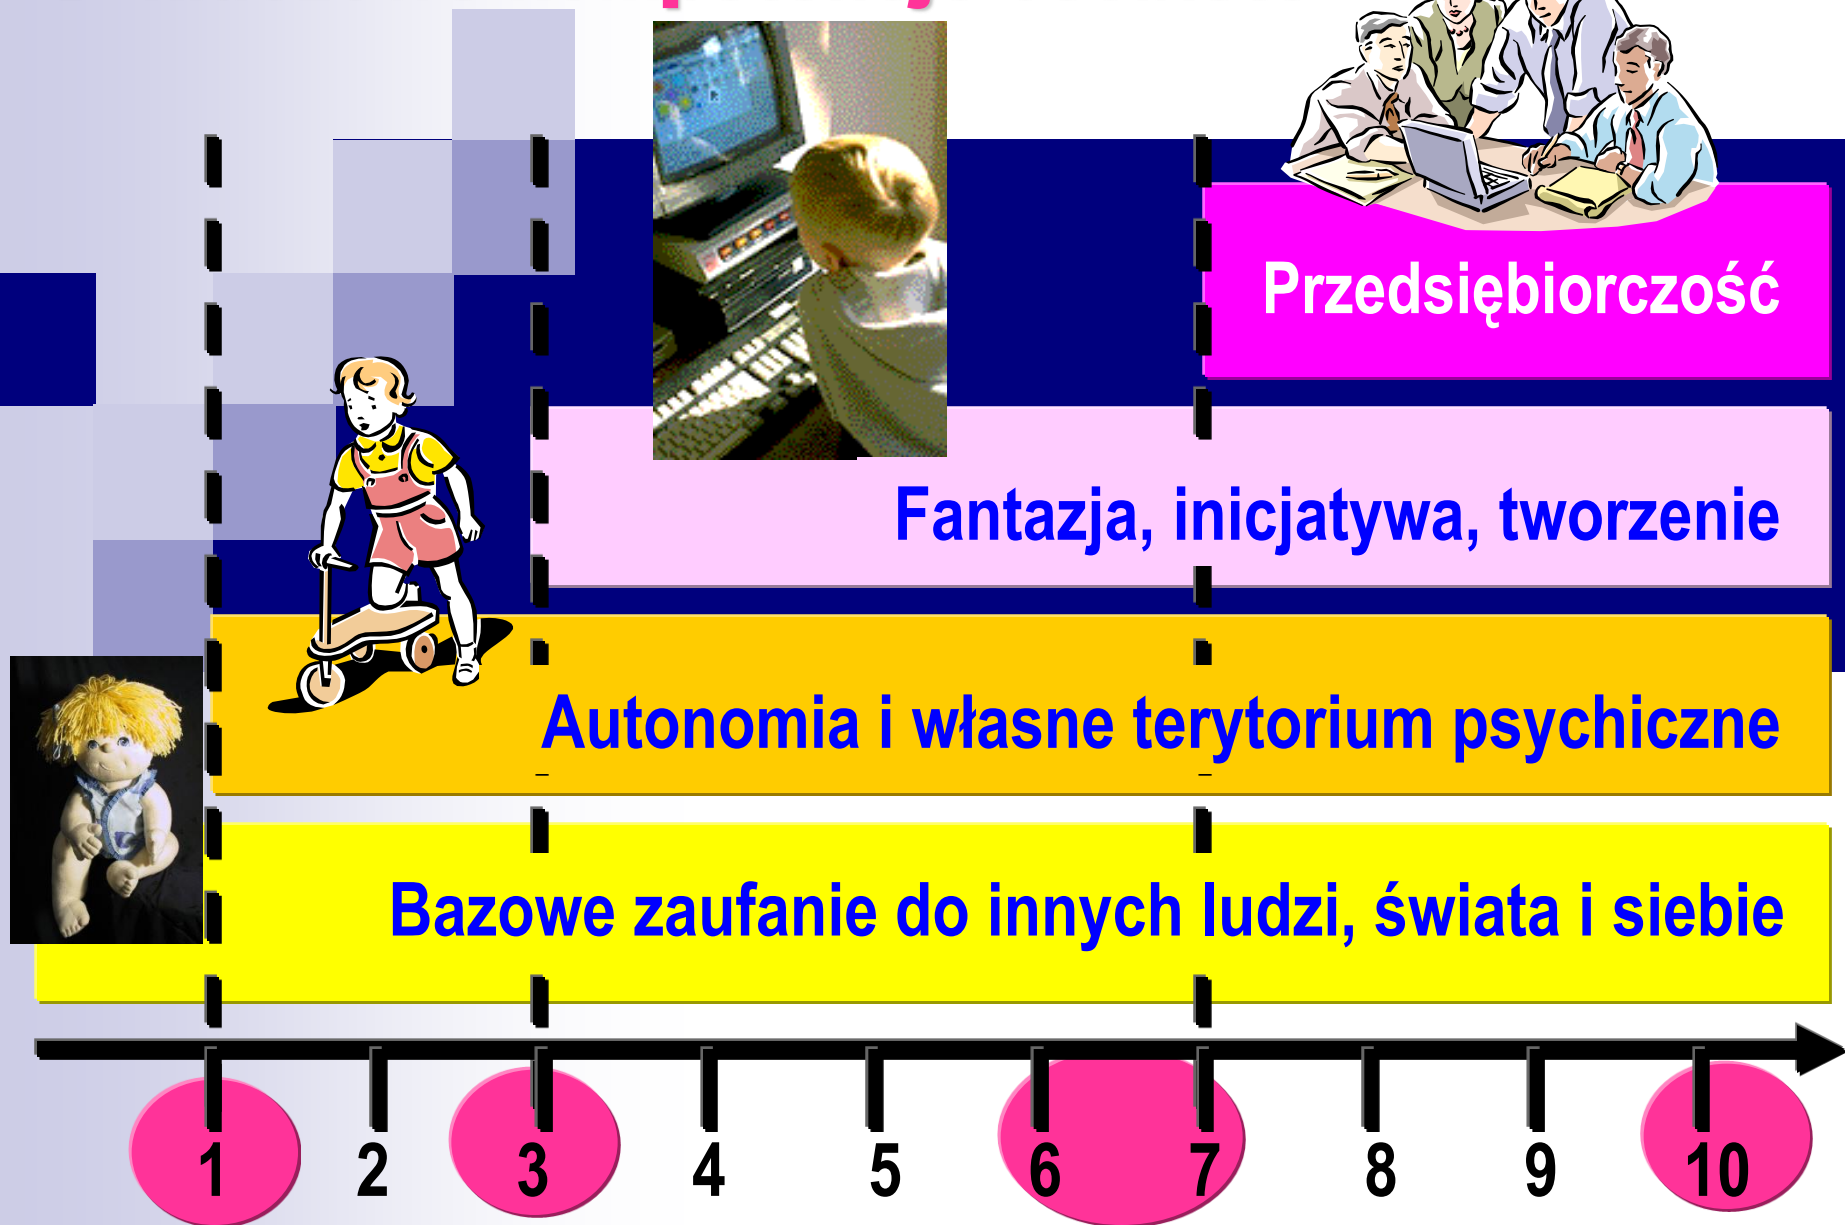 Przedsiębiorczość
Fantazja, inicjatywa, tworzenie
Autonomia i własne terytorium psychiczne
Bazowe zaufanie do innych ludzi, świata i siebie
1 2 3 4 5 6 7 8 9 10